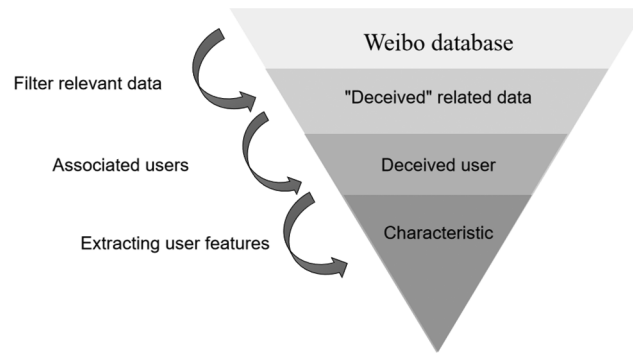 Weibo database
Filter relevant data
"Deceived" related data
Associated users
Deceived user
Extracting user features
Characteristic